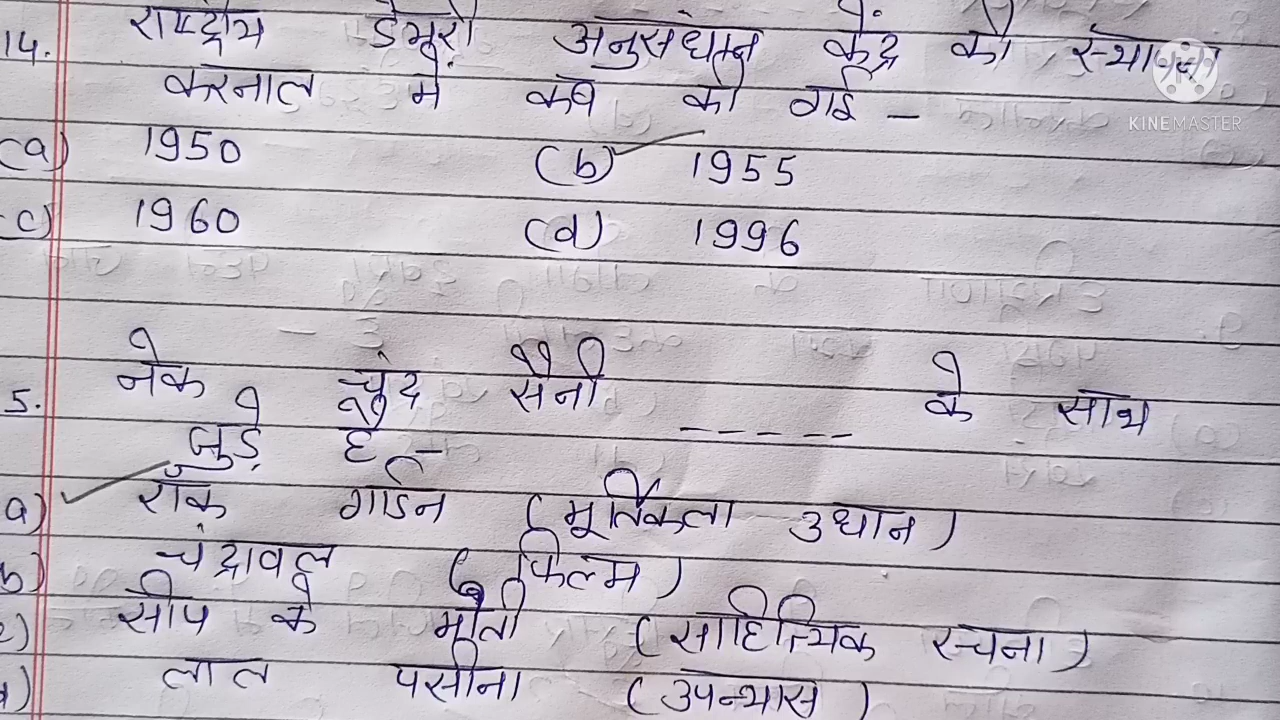 14. राष्ट्रीय डेयरी अनुसंधान केंद्र की स्थापना
करनाल में कब की गई -
(a) 1950 (b) 1955
(c) 1960 (d) 1996
5. नेक चंद सैनी ----- के साथ
जुड़े है -
a) रॉक गार्डन (मूर्तिकला उधान)
b) चंद्रावल (फिल्म)
c) सीप के मोती (साहित्यिक रचना)
d) लाल पसीना (उपन्यास)
KINEMASTER